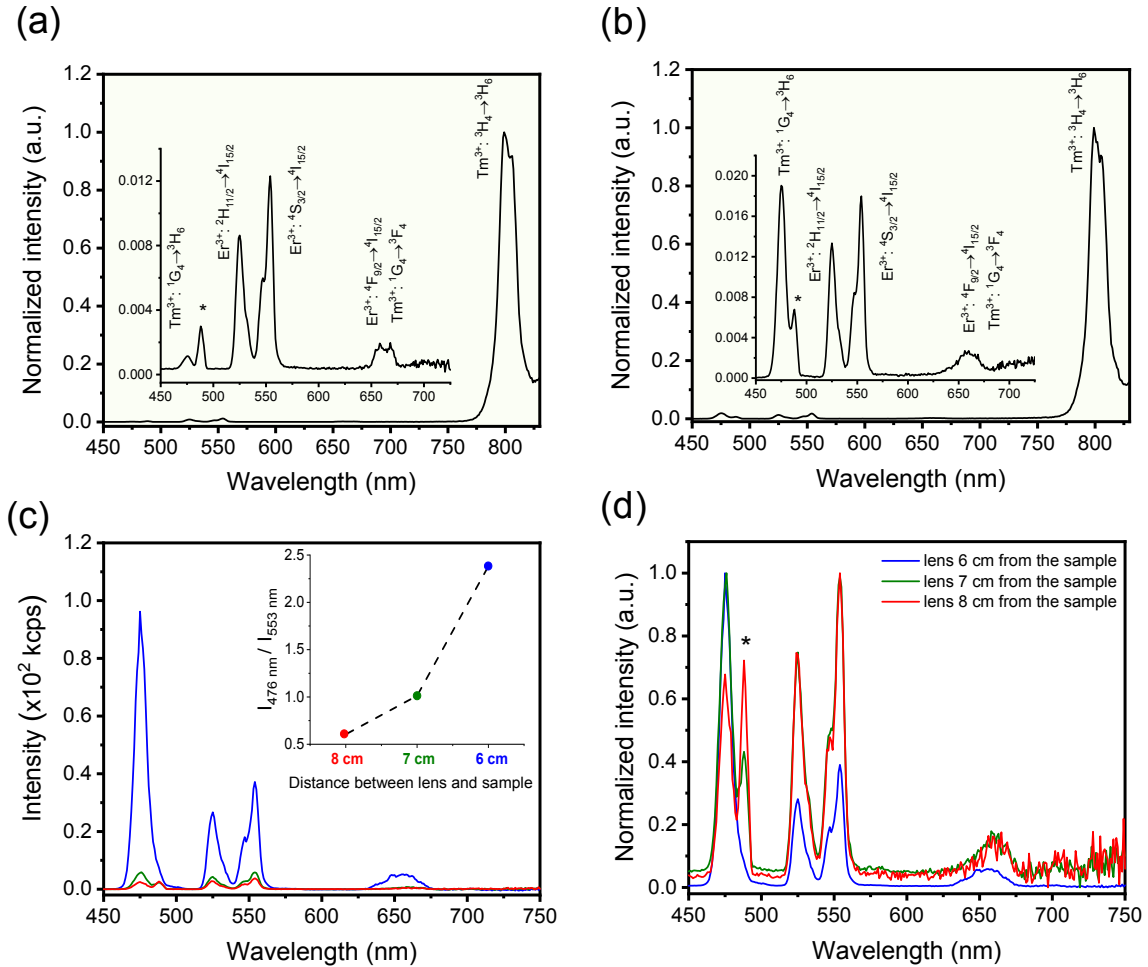 (a)
Normalized intensity (a.u.)
1.2
1.0
0.8
0.6
0.4
0.2
0.0
450 500 550 600 650 700 750 800
Wavelength (nm)
Tm³⁺: ³H₄→³H₆
0.012
0.008
0.004
0.000
450 500 550 600 650 700
Tm³⁺: ¹G₄→³H₆
*
Er³⁺: ²H₁₁/₂→⁴I₁₅/₂
Er³⁺: ⁴S₃/₂→⁴I₁₅/₂
Er³⁺: ⁴F₉/₂→⁴I₁₅/₂
Tm³⁺: ¹G₄→³F₄
(b)
Normalized intensity (a.u.)
1.2
1.0
0.8
0.6
0.4
0.2
0.0
450 500 550 600 650 700 750 800
Wavelength (nm)
Tm³⁺: ³H₄→³H₆
0.020
0.016
0.012
0.008
0.004
0.000
450 500 550 600 650 700
Tm³⁺: ¹G₄→³H₆
*
Er³⁺: ²H₁₁/₂→⁴I₁₅/₂
Er³⁺: ⁴S₃/₂→⁴I₁₅/₂
Er³⁺: ⁴F₉/₂→⁴I₁₅/₂
Tm³⁺: ¹G₄→³F₄
(c)
Intensity (x10² kcps)
1.2
1.0
0.8
0.6
0.4
0.2
0.0
450 500 550 600 650 700 750
Wavelength (nm)
I₄₇₆ ₙₘ / I₅₅₃ ₙₘ
2.5
2.0
1.5
1.0
0.5
8 cm 7 cm 6 cm
Distance between lens and sample
(d)
Normalized intensity (a.u.)
1.0
0.8
0.6
0.4
0.2
0.0
450 500 550 600 650 700 750
Wavelength (nm)
lens 6 cm from the sample
lens 7 cm from the sample
lens 8 cm from the sample
*